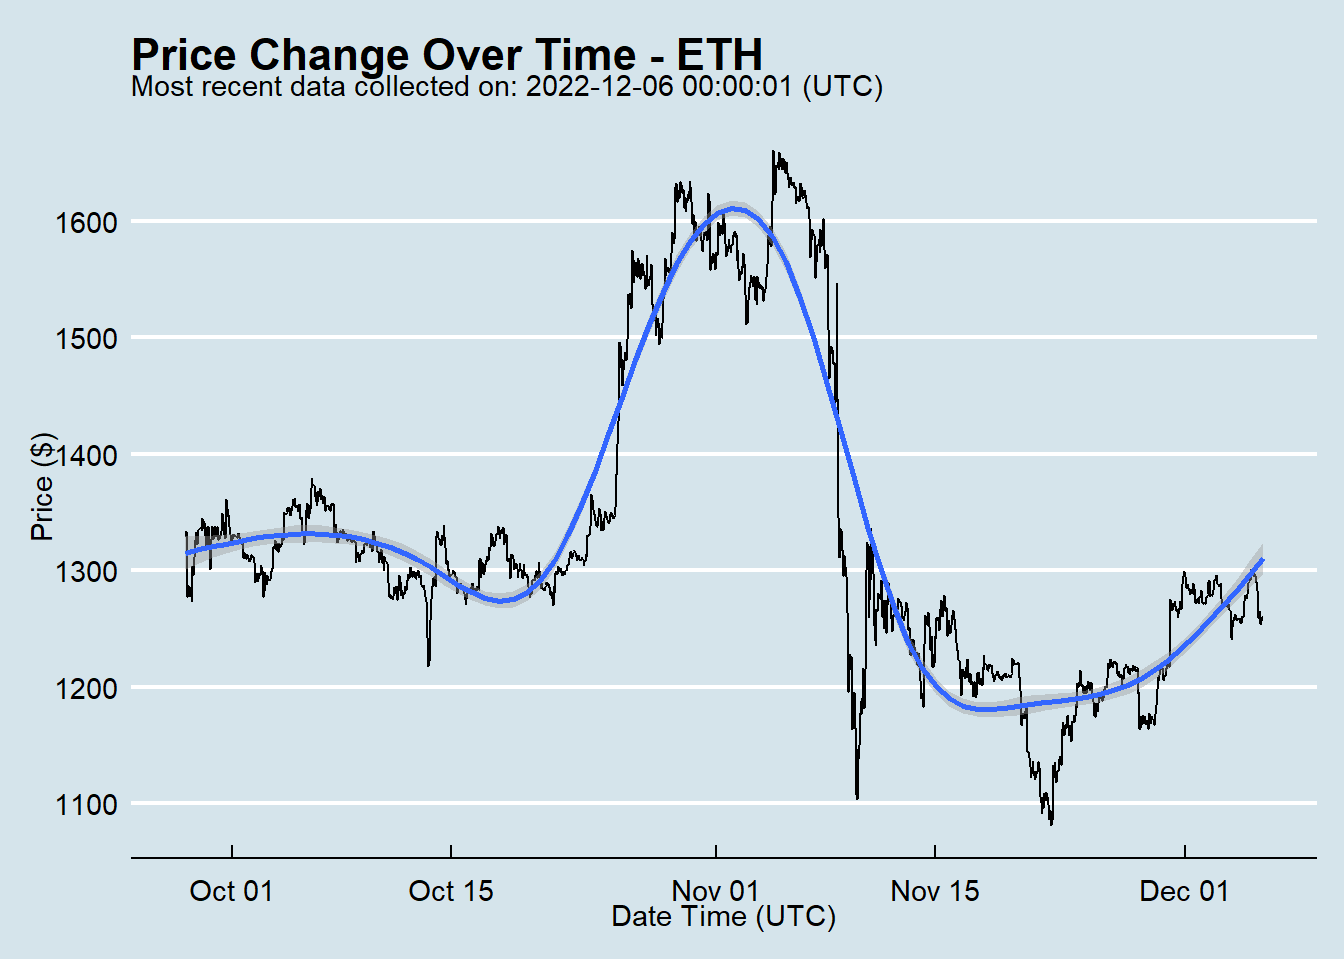 Price Change Over Time - ETH
Most recent data collected on: 2022-12-06 00:00:01 (UTC)
Price ($)
1600
1500
1400
1300
1200
1100
Oct 01 Oct 15 Nov 01 Nov 15 Dec 01
Date Time (UTC)